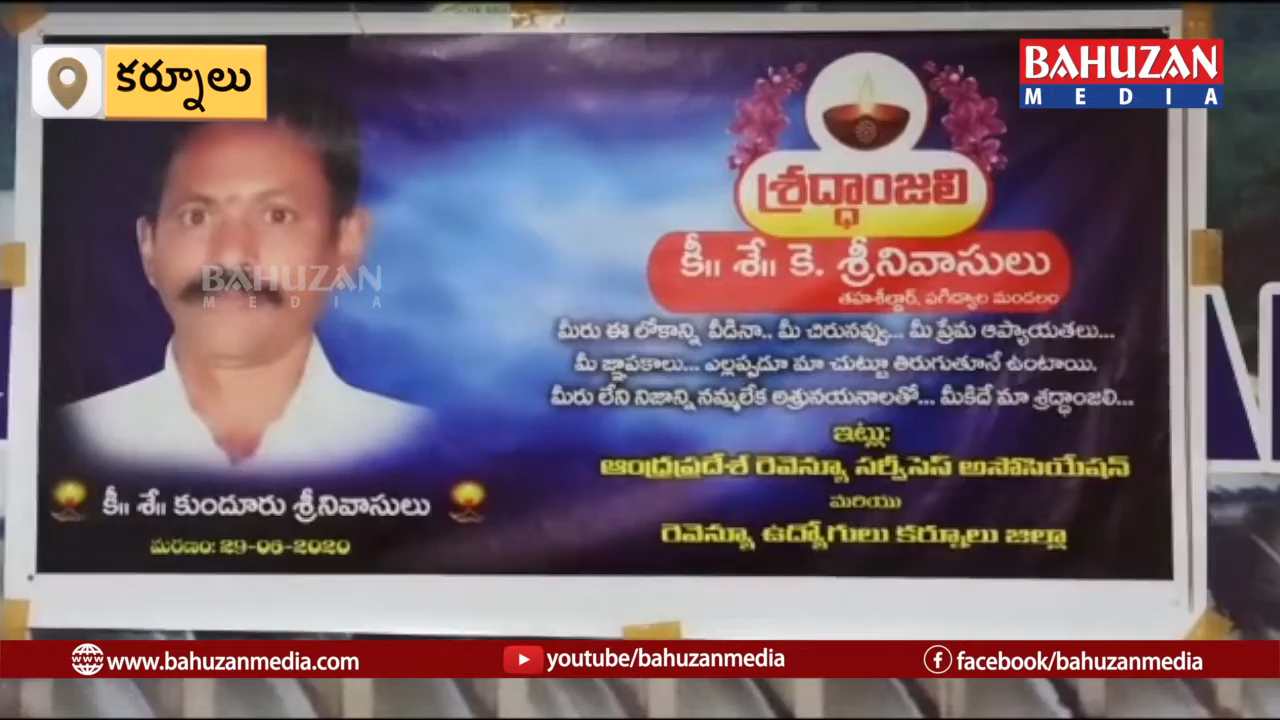 కర్నూలు
BAHUZAN
MEDIA
శ్రద్ధాంజలి
కీ॥ శే॥ కె. శ్రీనివాసులు
తహశీల్దార్, పగిడ్యాల మండలం
మీరు ఈ లోకాన్ని వీడినా.. మీ చిరునవ్వు... మీ ప్రేమ ఆప్యాయతలు...
మీ జ్ఞాపకాలు... ఎల్లప్పడూ మా చుట్టూ తిరుగుతూనే ఉంటాయి.
మీరు లేని నిజాన్ని నమ్మలేక అశ్రునయనాలతో... మీకిదే మా శ్రద్ధాంజలి...
ఇట్లు:
ఆంధ్రప్రదేశ్ రెవెన్యూ సర్వీసెస్ అసోసియేషన్
మరియు
రెవెన్యూ ఉద్యోగులు కర్నూలు జిల్లా
BAHUZAN
MEDIA
కీ॥ శే॥ కుందూరు శ్రీనివాసులు
మరణం: 29-06-2020
www.bahuzanmedia.com
youtube/bahuzanmedia
facebook/bahuzanmedia